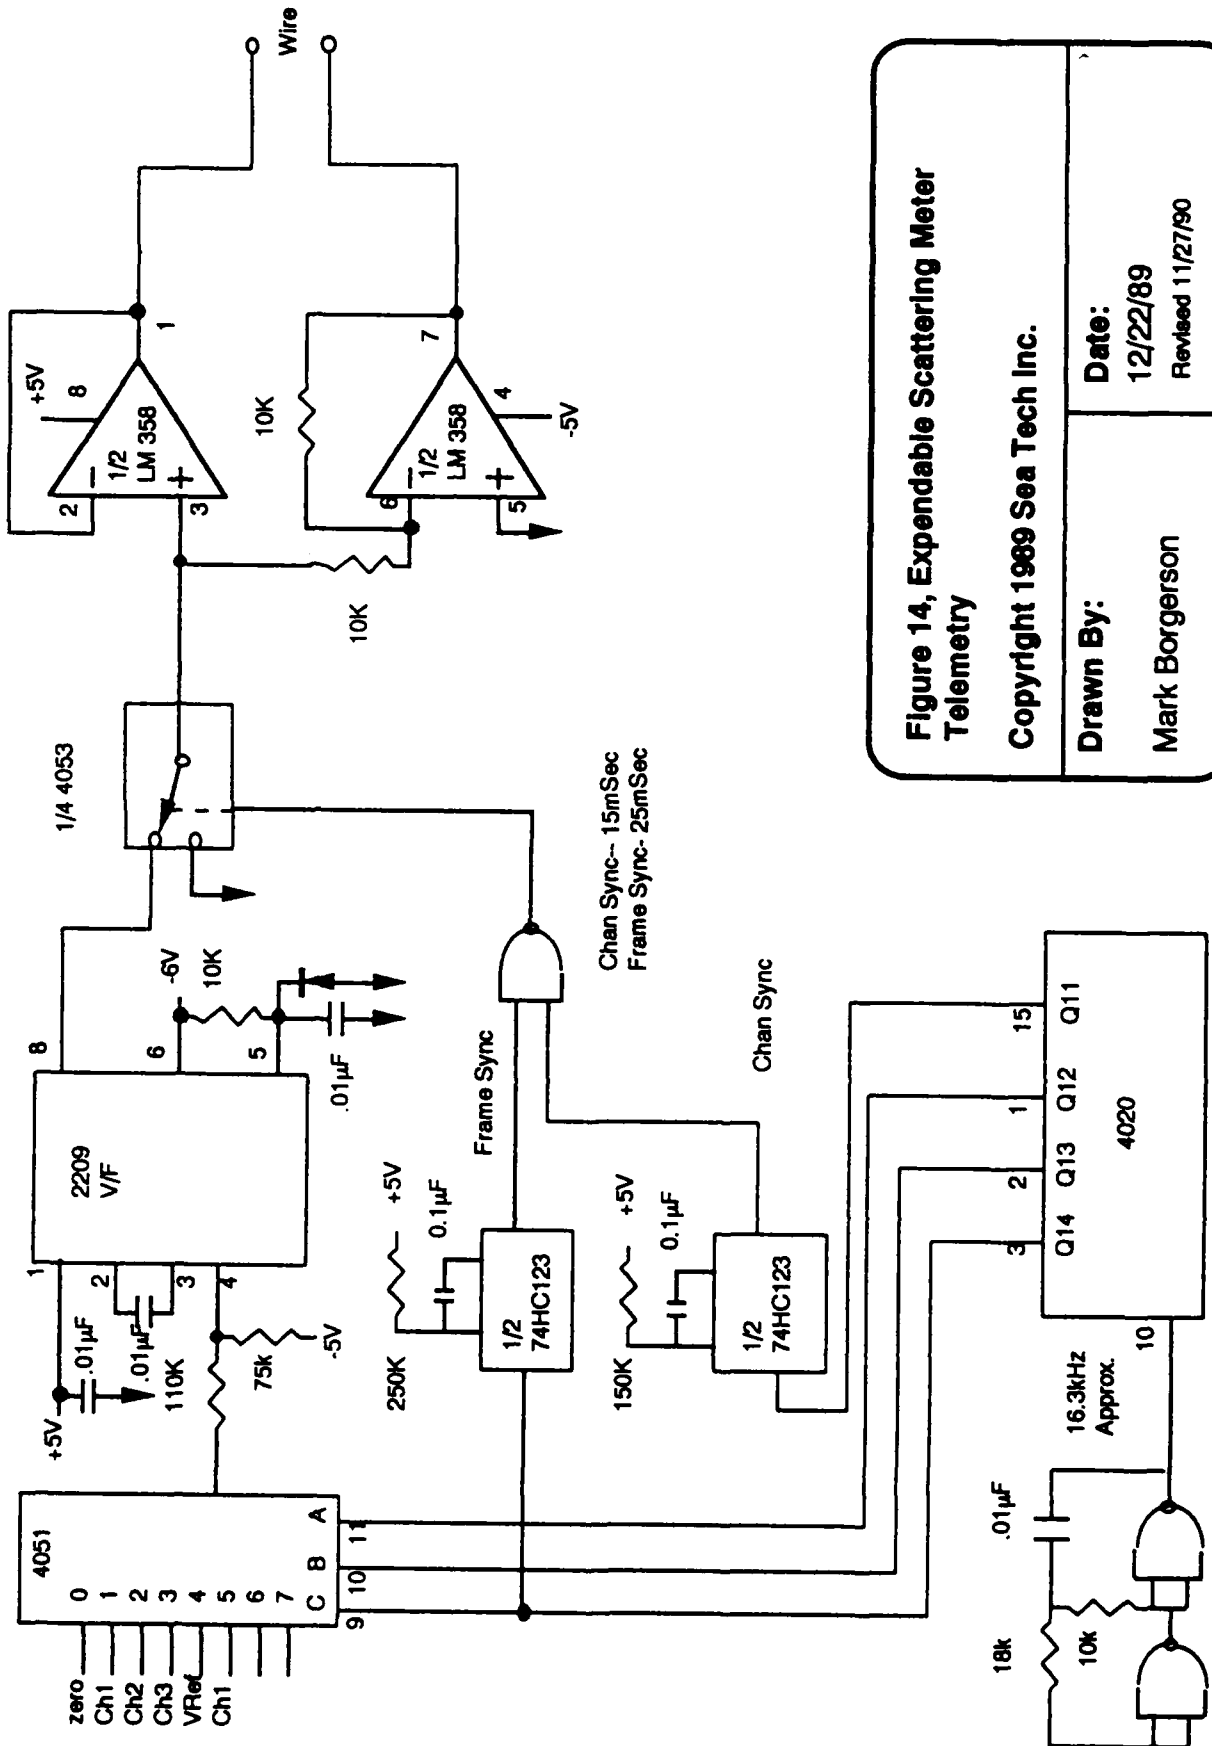 Wire
+5V
8
2
1/2
LM 358
3
1
10K
10K
6
1/2
LM 358
5
7
4
-5V
1/4 4053
-6V
10K
8
6
5
.01µF
2209
V/F
1
2
3
4
+5V
.01µF
.01µF
110K
75k
-5V
4051
0
1
2
3
4
5
6
7
A
B
C
11
10
9
zero
Ch1
Ch2
Ch3
VRef
Ch1
Frame Sync
250K
+5V
0.1µF
1/2
74HC123
Chan Sync-- 15mSec
Frame Sync- 25mSec
Chan Sync
150K
+5V
0.1µF
1/2
74HC123
15
1
2
3
Q11
Q12
Q13
Q14
4020
10
16.3kHz
Approx.
.01µF
18k
10k
Figure 14, Expendable Scattering Meter
Telemetry
Copyright 1989 Sea Tech Inc.
Drawn By:
Mark Borgerson
Date:
12/22/89
Revised 11/27/90